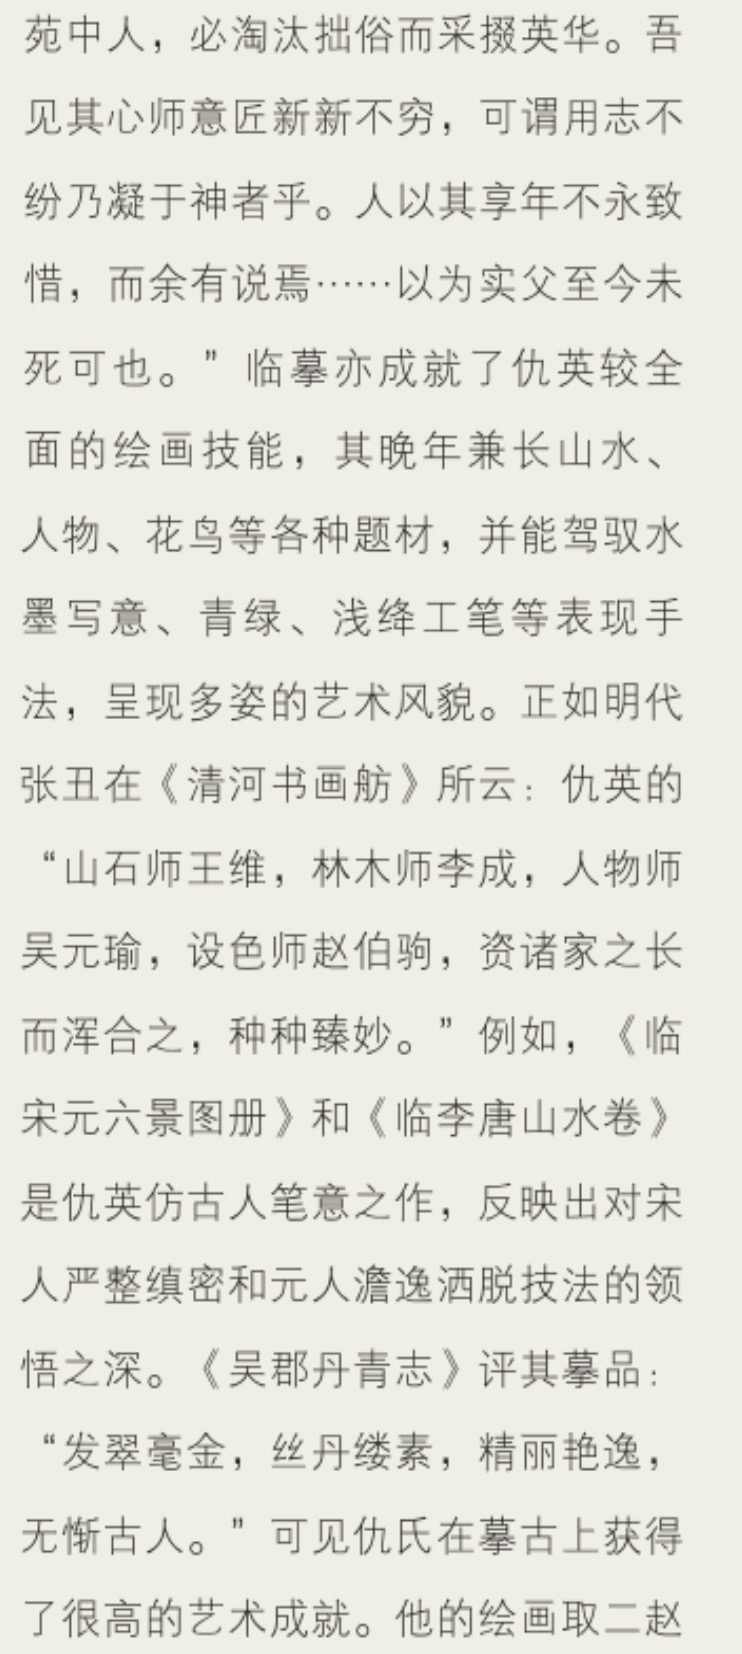 苑中人，必淘汰拙俗而采掇英华。吾
见其心师意匠新新不穷，可谓用志不
纷乃凝于神者乎。人以其享年不永致
惜，而余有说焉……以为实父至今未
死可也。”临摹亦成就了仇英较全
面的绘画技能，其晚年兼长山水、
人物、花鸟等各种题材，并能驾驭水
墨写意、青绿、浅绛工笔等表现手
法，呈现多姿的艺术风貌。正如明代
张丑在《清河书画舫》所云：仇英的
“山石师王维，林木师李成，人物师
吴元瑜，设色师赵伯驹，资诸家之长
而浑合之，种种臻妙。”例如，《临
宋元六景图册》和《临李唐山水卷》
是仇英仿古人笔意之作，反映出对宋
人严整缜密和元人澹逸洒脱技法的领
悟之深。《吴郡丹青志》评其摹品：
“发翠毫金，丝丹缕素，精丽艳逸，
无惭古人。”可见仇氏在摹古上获得
了很高的艺术成就。他的绘画取二赵